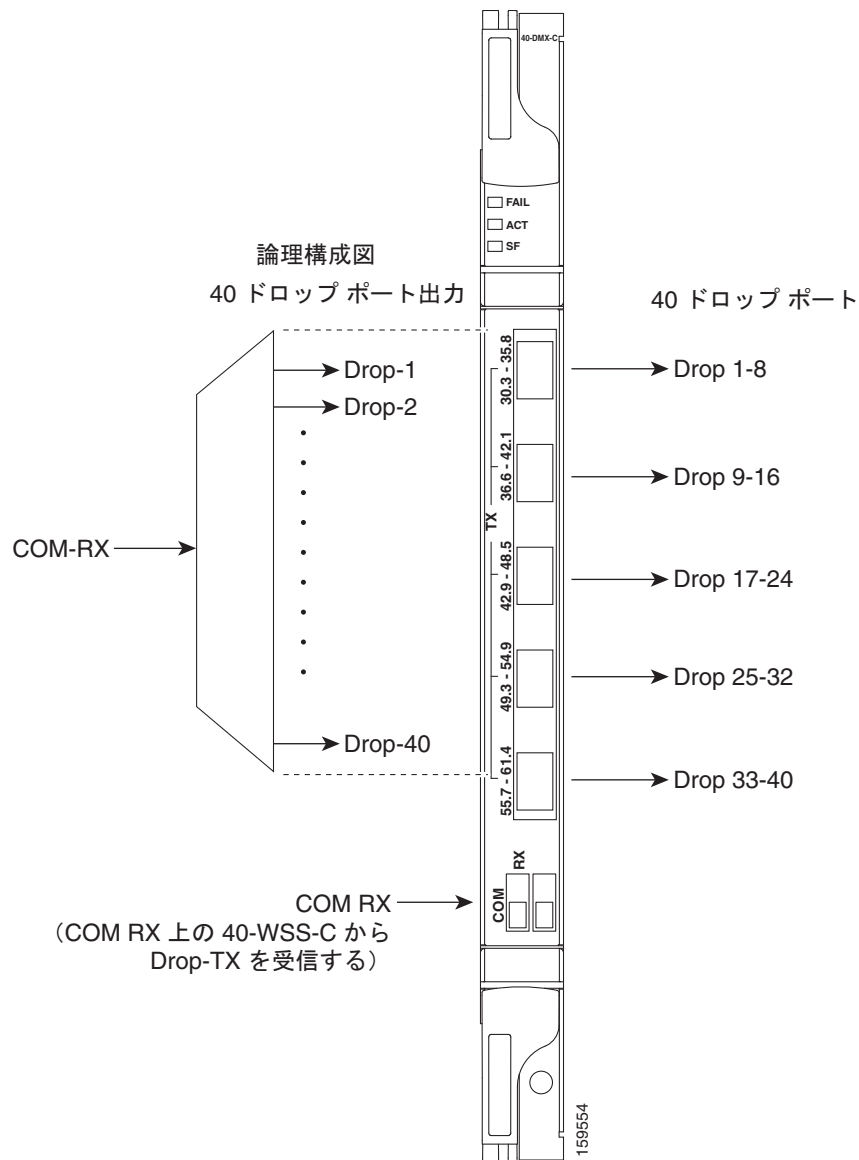 40-DMX-C
FAIL
ACT
SF
論理構成図
40 ドロップ ポート出力
40 ドロップ ポート
Drop-1
Drop-2
Drop-40
COM-RX
TX
30.3 - 35.8
36.6 - 42.1
42.9 - 48.5
49.3 - 54.9
55.7 - 61.4
Drop 1-8
Drop 9-16
Drop 17-24
Drop 25-32
Drop 33-40
RX
COM
COM RX
（COM RX 上の 40-WSS-C から
Drop-TX を受信する）
159554